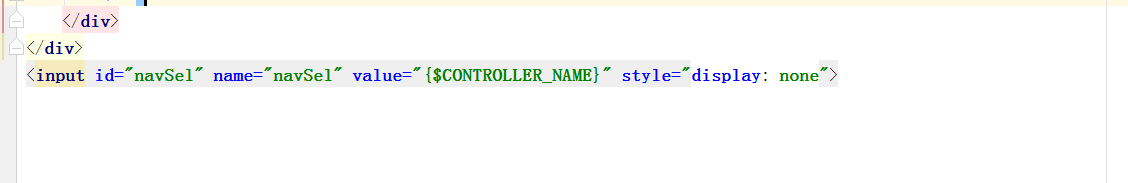 </div>
</div>
<input id="navSel" name="navSel" value="{$CONTROLLER_NAME}" style="display: none">